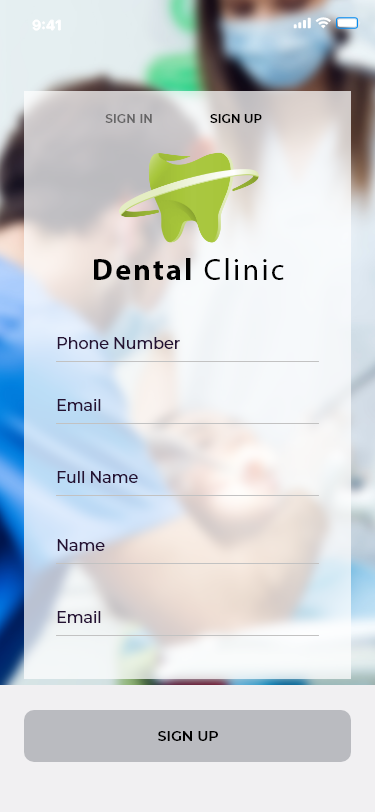 9:41
SIGN IN SIGN UP
Dental Clinic
Phone Number
Email
Full Name
Name
Email
SIGN UP